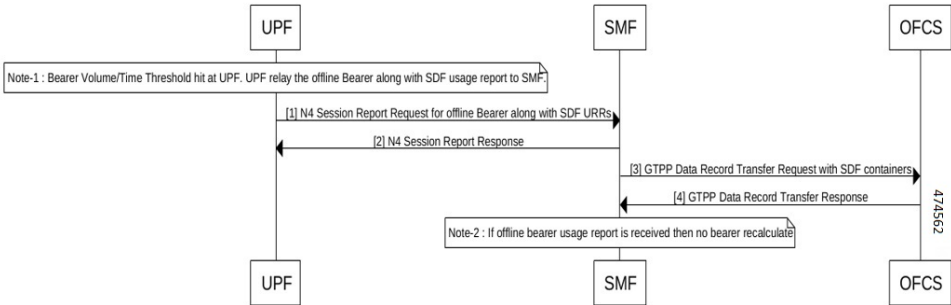 UPF
SMF
OFCS
Note-1 : Bearer Volume/Time Threshold hit at UPF. UPF relay the offline Bearer along with SDF usage report to SMF.
[1] N4 Session Report Request for offline Bearer along with SDF URRs
[2] N4 Session Report Response
[3] GTPP Data Record Transfer Request with SDF containers
[4] GTPP Data Record Transfer Response
474562
Note-2 : If offline bearer usage report is received then no bearer recalculate
UPF
SMF
OFCS